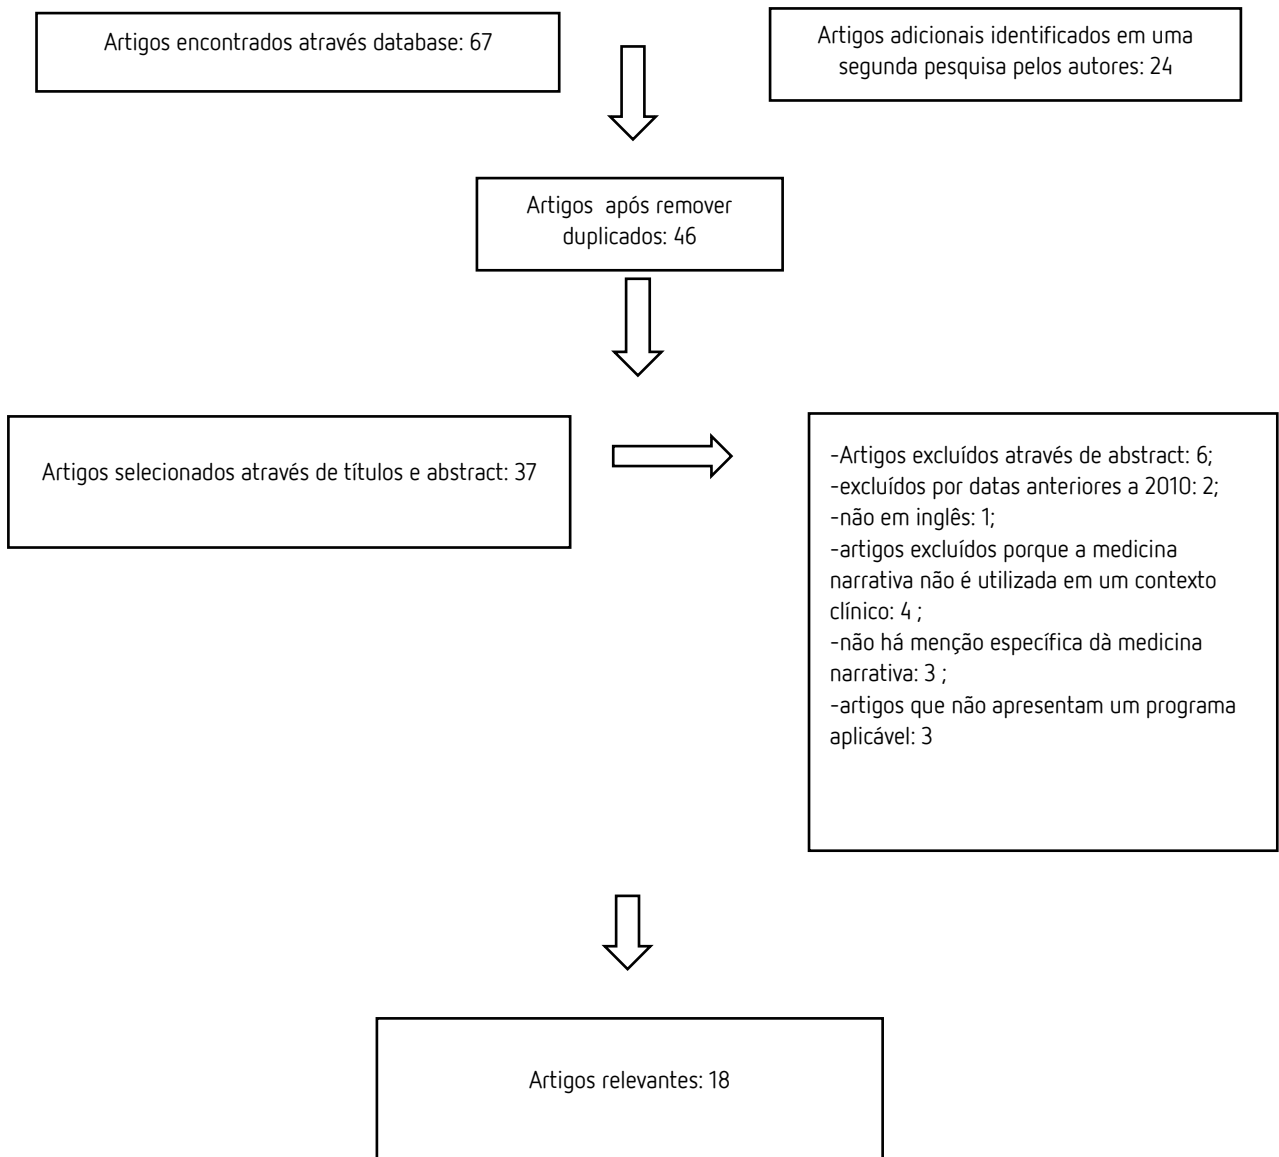 Artigos encontrados através database: 67
Artigos adicionais identificados em uma
segunda pesquisa pelos autores: 24
Artigos após remover
duplicados: 46
Artigos selecionados através de títulos e abstract: 37
-Artigos excluídos através de abstract: 6;
-excluídos por datas anteriores a 2010: 2;
-não em inglês: 1;
-artigos excluídos porque a medicina
narrativa não é utilizada em um contexto
clínico: 4 ;
-não há menção específica dà medicina
narrativa: 3 ;
-artigos que não apresentam um programa
aplicável: 3
Artigos relevantes: 18